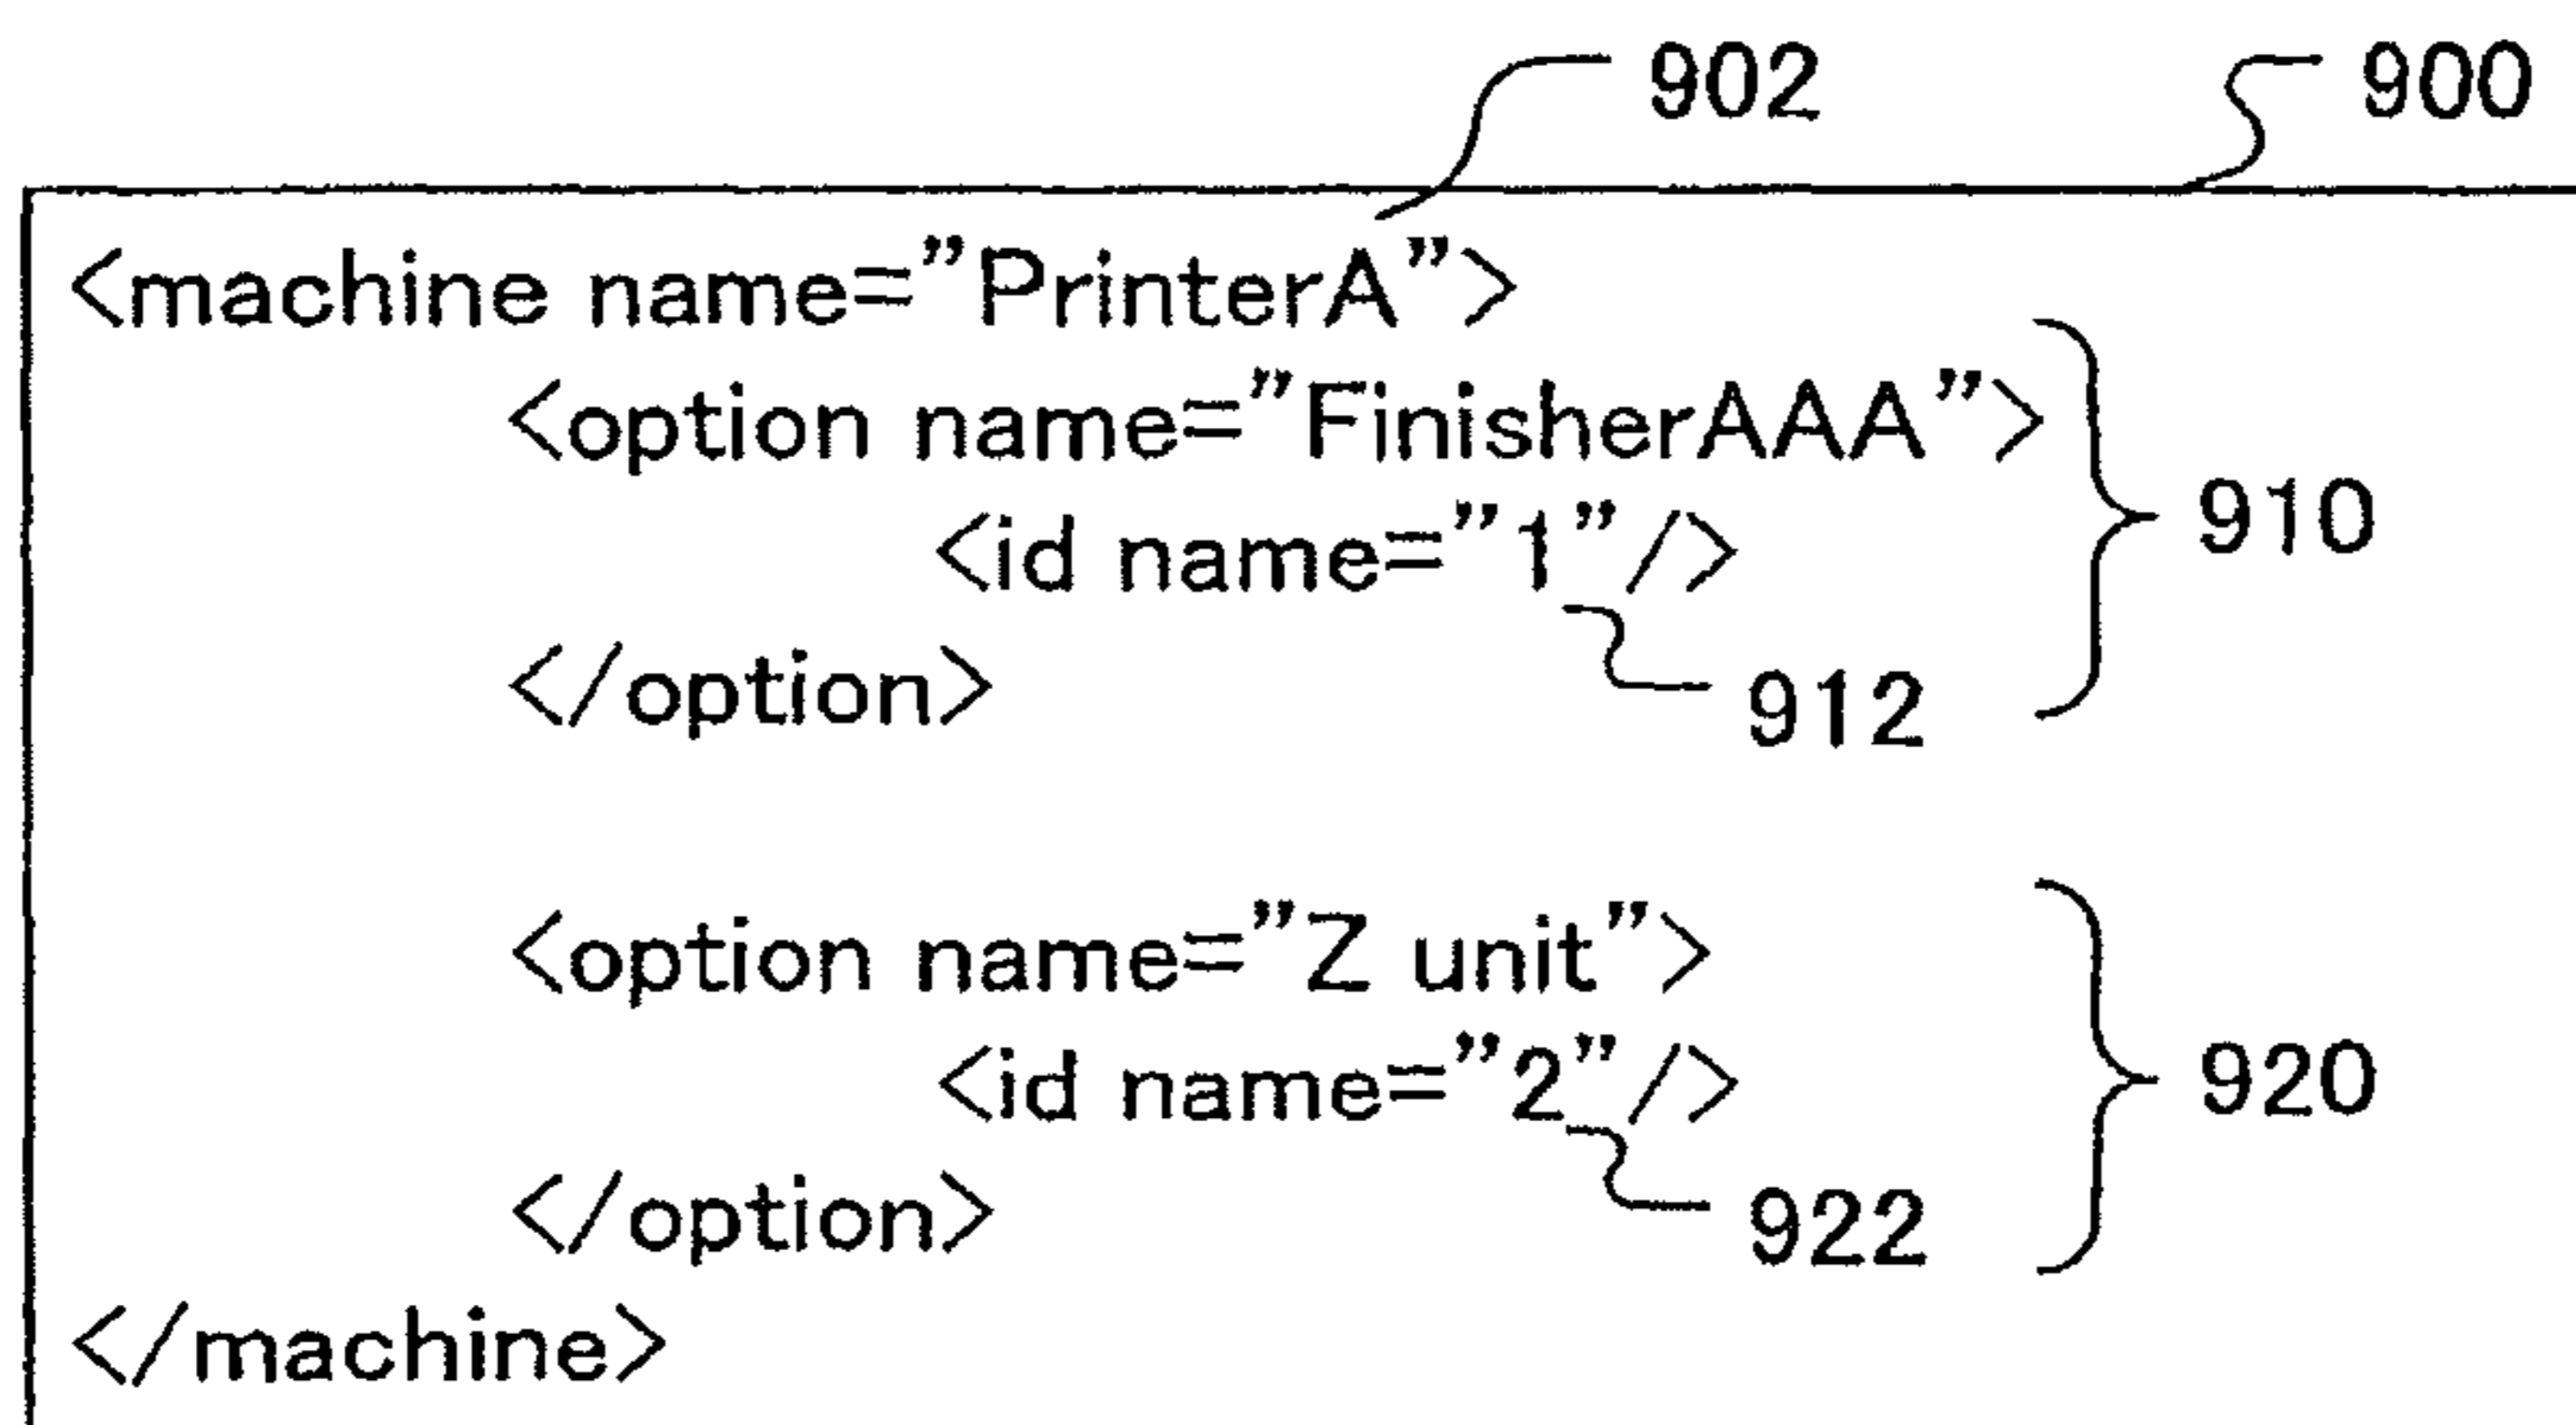 902 900
<machine name=”PrinterA”>
<option name=”FinisherAAA”>
910
<id name=”1”/>
912
</option>
<option name=”Z unit”>
920
<id name=”2”/>
922
</option>
</machine>